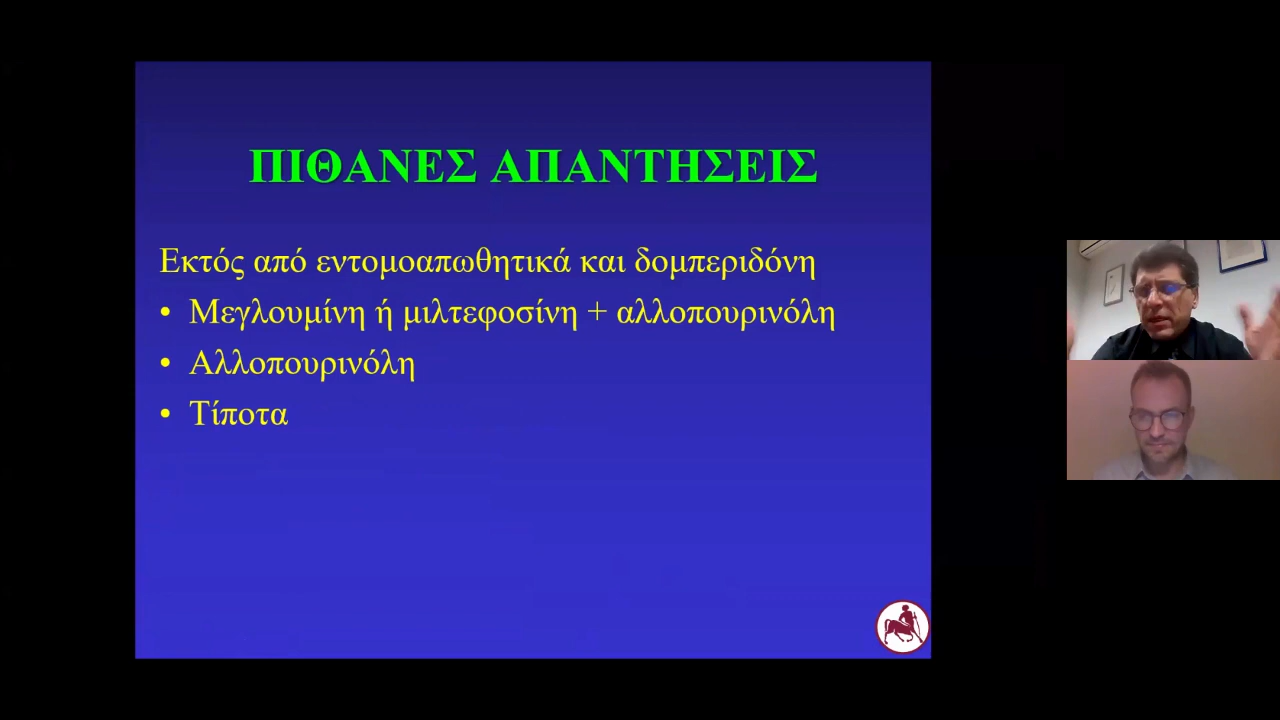 ΠΙΘΑΝΕΣ ΑΠΑΝΤΗΣΕΙΣ
Εκτός από εντομοαπωθητικά και δομπεριδόνη
• Μεγλουμίνη ή μιλτεφοσίνη + αλλοπουρινόλη
• Αλλοπουρινόλη
• Τίποτα